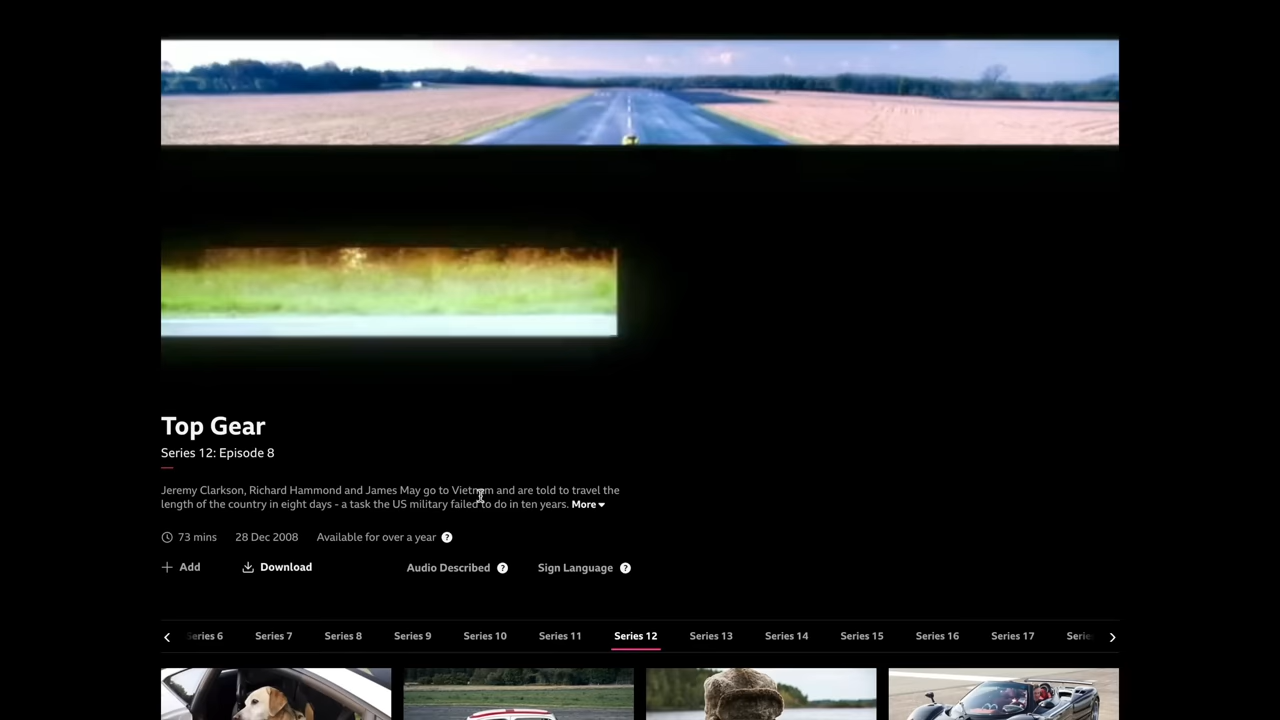 Top Gear
Series 12: Episode 8
Jeremy Clarkson, Richard Hammond and James May go to Vietnam and are told to travel the
length of the country in eight days - a task the US military failed to do in ten years. More
73 mins 28 Dec 2008 Available for over a year ?
Add Download Audio Described ? Sign Language ?
Series 6 Series 7 Series 8 Series 9 Series 10 Series 11 Series 12 Series 13 Series 14 Series 15 Series 16 Series 17 Serie